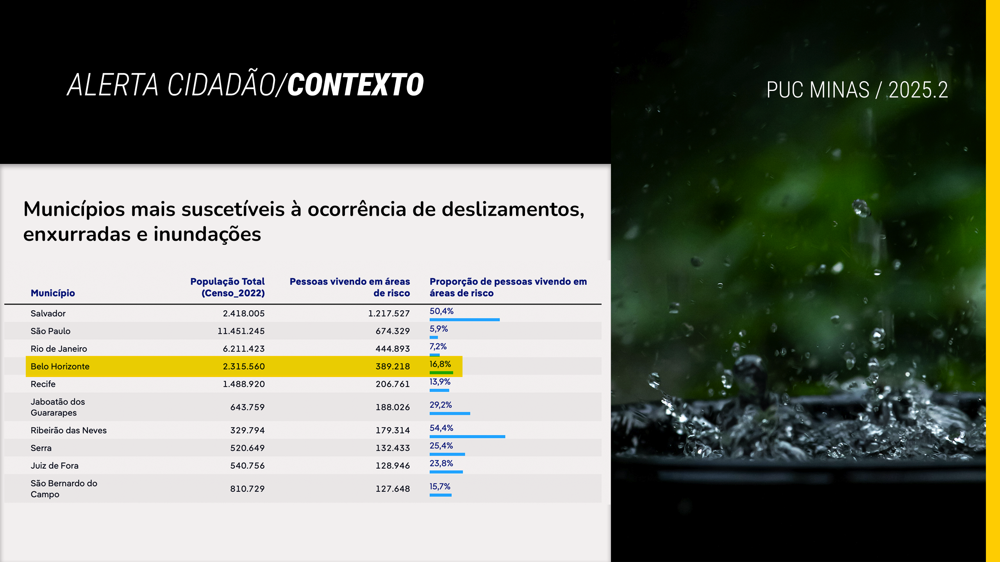 ALERTA CIDADÃO/CONTEXTO
PUC MINAS / 2025.2
Municípios mais suscetíveis à ocorrência de deslizamentos,
enxurradas e inundações
Município
População Total
(Censo_2022)
Pessoas vivendo em áreas
de risco
Proporção de pessoas vivendo em
áreas de risco
Salvador 2.418.005 1.217.527 50,4%
São Paulo 11.451.245 674.329 5,9%
Rio de Janeiro 6.211.423 444.893 7,2%
Belo Horizonte 2.315.560 389.218 16,8%
Recife 1.488.920 206.761 13,9%
Jaboatão dos
Guararapes 643.759 188.026 29,2%
Ribeirão das Neves 329.794 179.314 54,4%
Serra 520.649 132.433 25,4%
Juiz de Fora 540.756 128.946 23,8%
São Bernardo do
Campo 810.729 127.648 15,7%